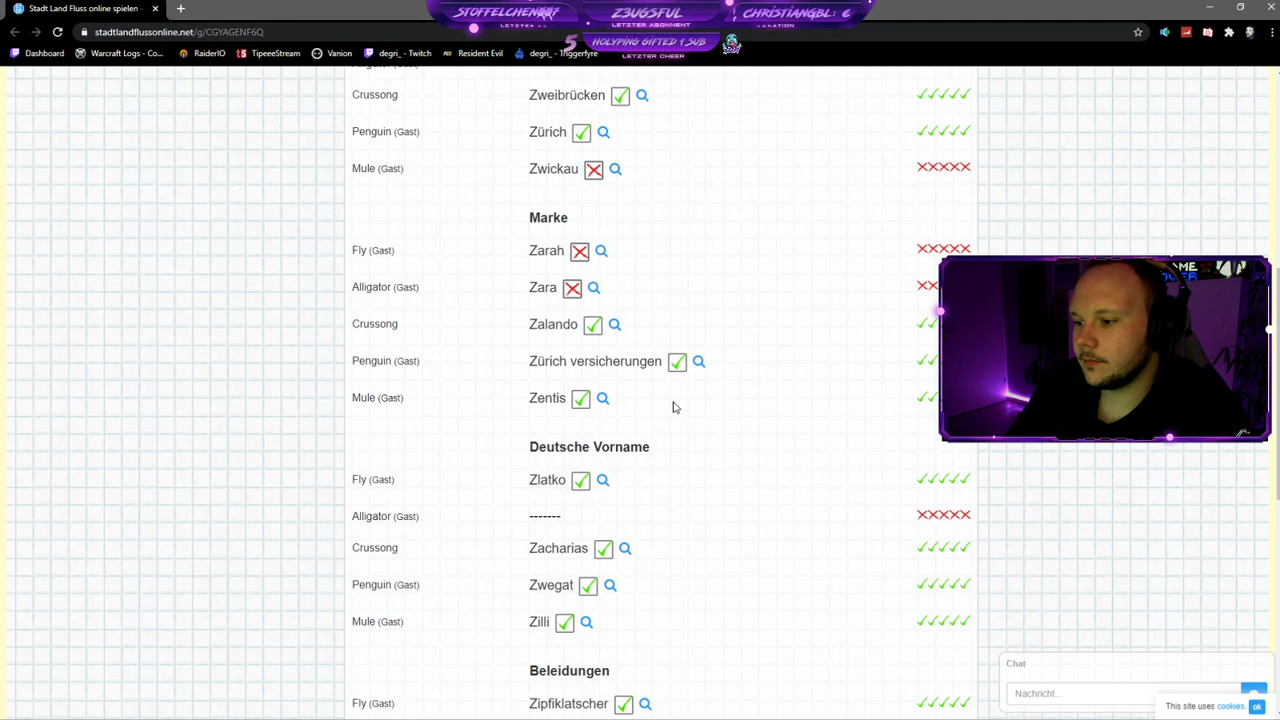 Stad Land Fluss online spielen -
STOFFELCHEN
Z3UGSFUL
LETZTER ABONNENT
CHRISTIANGBL: €
stadtlandflussonline.net/g/CGYAGENF6Q
5
HOLYPING GIFTED 1 SUB
LETZTER CHEER
Dashboard
Warcraft Logs - Co...
RaiderIO
TipeeeStream
Vanion
degri_ - Twitch
Resident Evil
degri_ - Triggerfyre
Crussong Zweibrücken
Penguin (Gast) Zürich
Mule (Gast) Zwickau
Marke
Fly (Gast) Zarah
Alligator (Gast) Zara
Crussong Zalando
Penguin (Gast) Zürich versicherungen
Mule (Gast) Zentis
Deutsche Vorname
Fly (Gast) Zlatko
Alligator (Gast) -------
Crussong Zacharias
Penguin (Gast) Zwegat
Mule (Gast) Zilli
Beleidungen
Fly (Gast) Zipfiklatscher
Chat
Nachricht...
This site uses cookies. ok